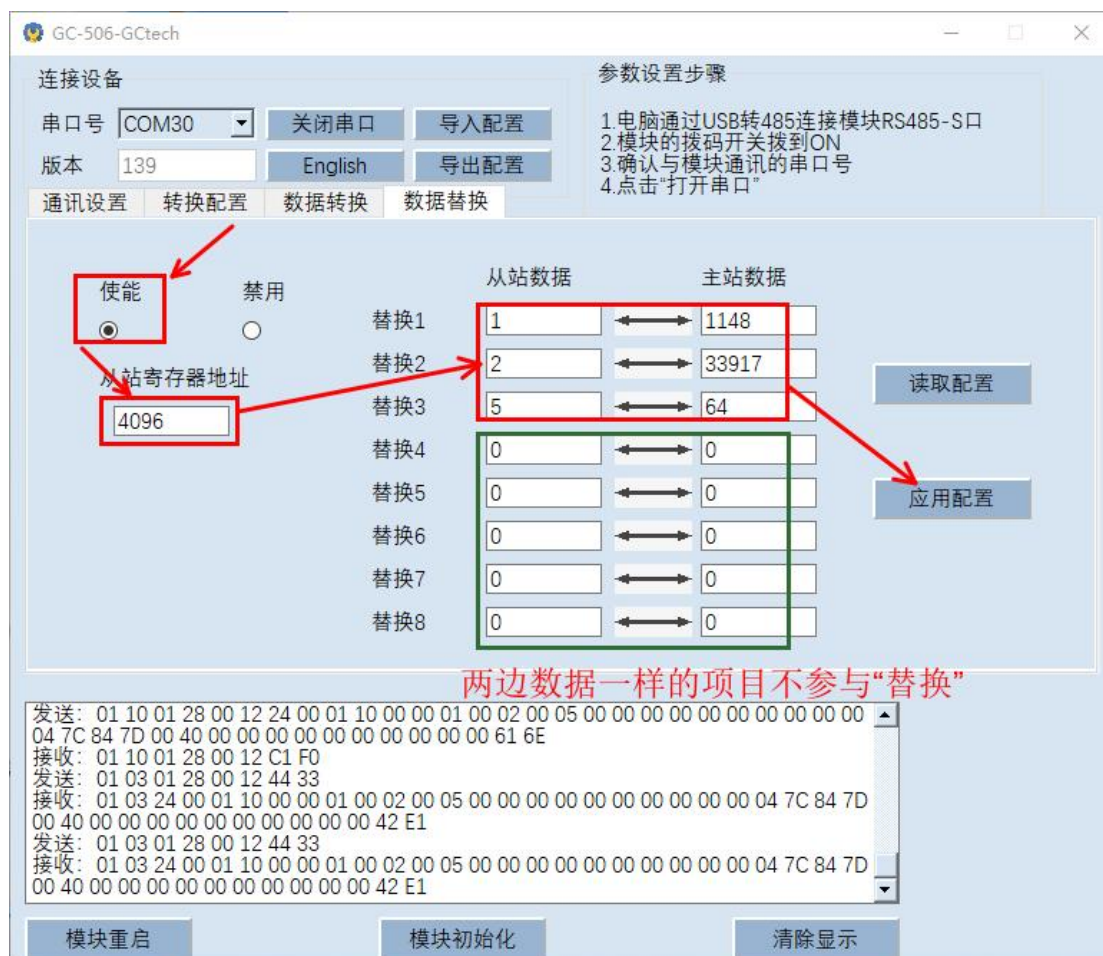 GC-506-GCtech
连接设备
串口号 COM30 关闭串口 导入配置
版本 139 English 导出配置
参数设置步骤
1.电脑通过USB转485连接模块RS485-S口
2.模块的拨码开关拨到ON
3.确认与模块通讯的串口号
4.点击“打开串口”
通讯设置 转换配置 数据转换 数据替换
使能 禁用
从站寄存器地址
4096
从站数据 主站数据
替换1 1 1148
替换2 2 33917
替换3 5 64
替换4 0 0
替换5 0 0
替换6 0 0
替换7 0 0
替换8 0 0
读取配置
应用配置
两边数据一样的项目不参与“替换”
发送： 01 10 01 28 00 12 24 00 01 10 00 00 01 00 02 00 05 00 00 00 00 00 00 00 00 00 00
04 7C 84 7D 00 40 00 00 00 00 00 00 00 00 00 00 61 6E
接收： 01 10 01 28 00 12 C1 F0
发送： 01 03 01 28 00 12 44 33
接收： 01 03 24 00 01 10 00 00 01 00 02 00 05 00 00 00 00 00 00 00 00 00 00 04 7C 84 7D
00 40 00 00 00 00 00 00 00 00 00 00 42 E1
发送： 01 03 01 28 00 12 44 33
接收： 01 03 24 00 01 10 00 00 01 00 02 00 05 00 00 00 00 00 00 00 00 00 00 04 7C 84 7D
00 40 00 00 00 00 00 00 00 00 00 00 42 E1
模块重启 模块初始化 清除显示